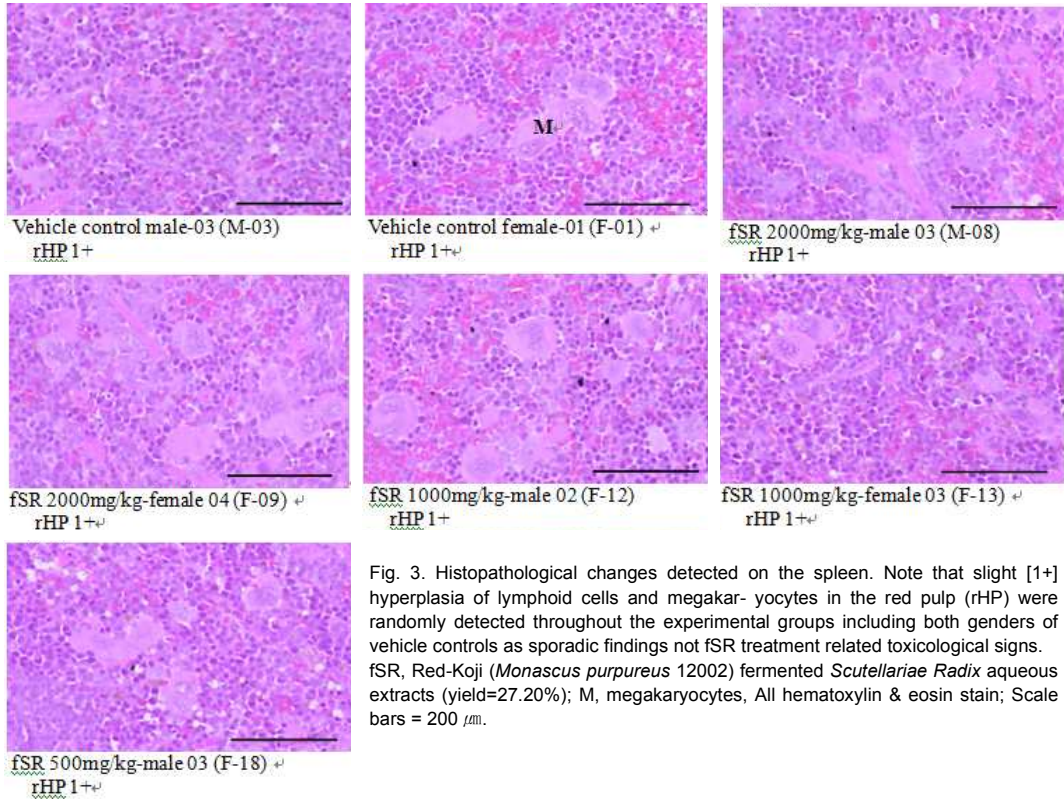 M↵
Vehicle control male-03 (M-03)
rHP 1+
Vehicle control female-01 (F-01) ↵
rHP 1+↵
fSR 2000mg/kg-male 03 (M-08)
rHP 1+
fSR 2000mg/kg-female 04 (F-09) ↵
rHP 1+↵
fSR 1000mg/kg-male 02 (F-12)
rHP 1+
fSR 1000mg/kg-female 03 (F-13) ↵
rHP 1+↵
fSR 500mg/kg-male 03 (F-18) ↵
rHP 1+↵
Fig. 3. Histopathological changes detected on the spleen. Note that slight [1+]
hyperplasia of lymphoid cells and megakar- yocytes in the red pulp (rHP) were
randomly detected throughout the experimental groups including both genders of
vehicle controls as sporadic findings not fSR treatment related toxicological signs.
fSR, Red-Koji (Monascus purpureus 12002) fermented Scutellariae Radix aqueous
extracts (yield=27.20%); M, megakaryocytes, All hematoxylin & eosin stain; Scale
bars = 200 ㎛.